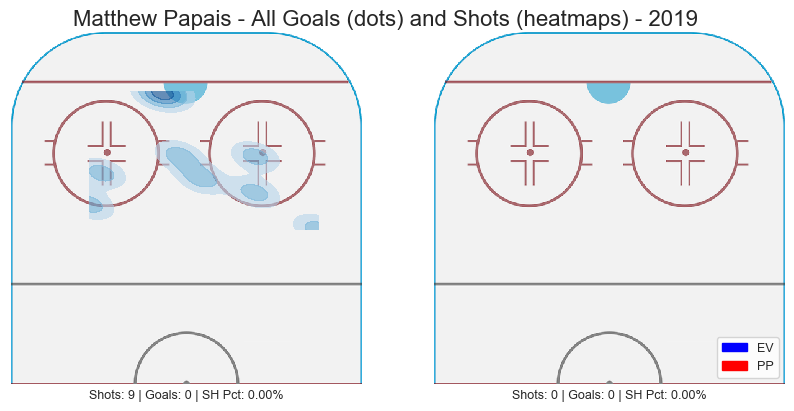 Matthew Papais - All Goals (dots) and Shots (heatmaps) - 2019
EV
PP
Shots: 9 | Goals: 0 | SH Pct: 0.00%
Shots: 0 | Goals: 0 | SH Pct: 0.00%